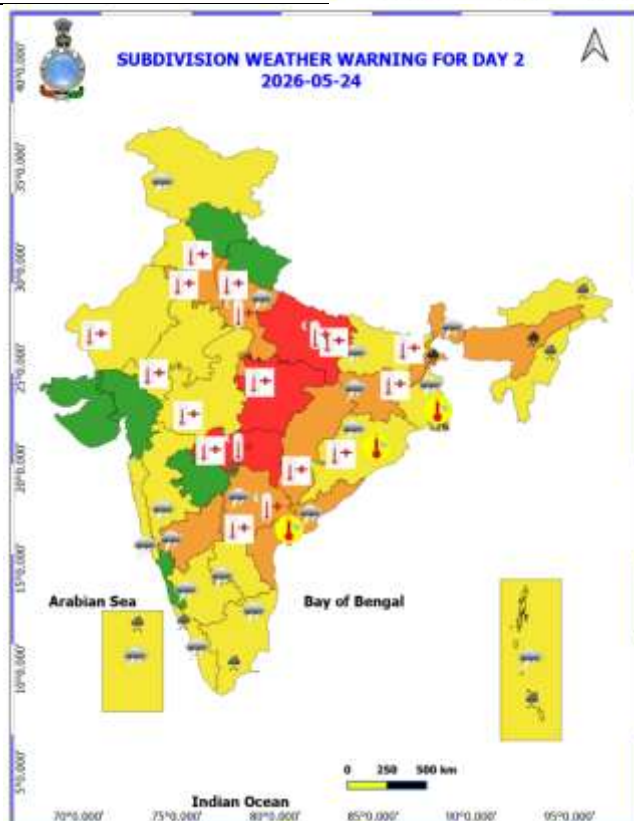 SUBDIVISION WEATHER WARNING FOR DAY 2
2026-05-24
40°0.000'
35°0.000'
30°0.000'
25°0.000'
20°0.000'
15°0.000'
10°0.000'
5°0.000'
Arabian Sea
Bay of Bengal
0 250 500 km
Indian Ocean
70°0.000' 75°0.000' 80°0.000' 85°0.000' 90°0.000' 95°0.000'